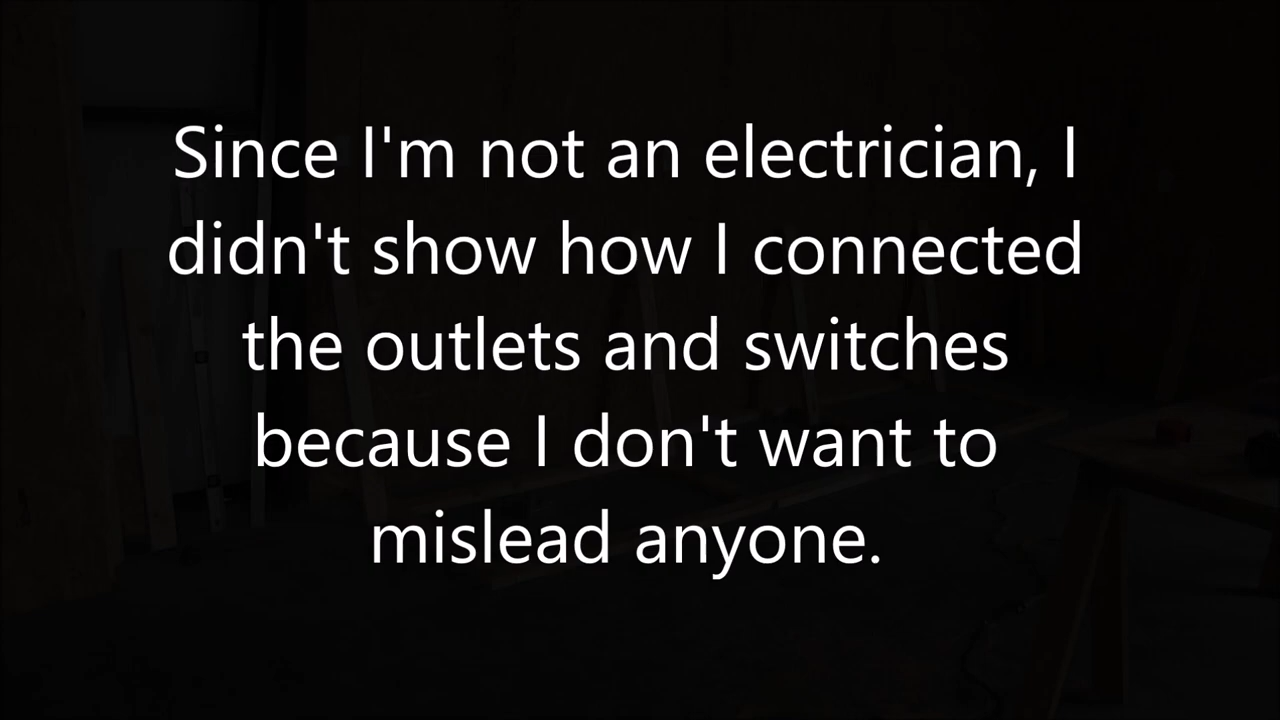 Since I'm not an electrician, I
didn't show how I connected
the outlets and switches
because I don't want to
mislead anyone.